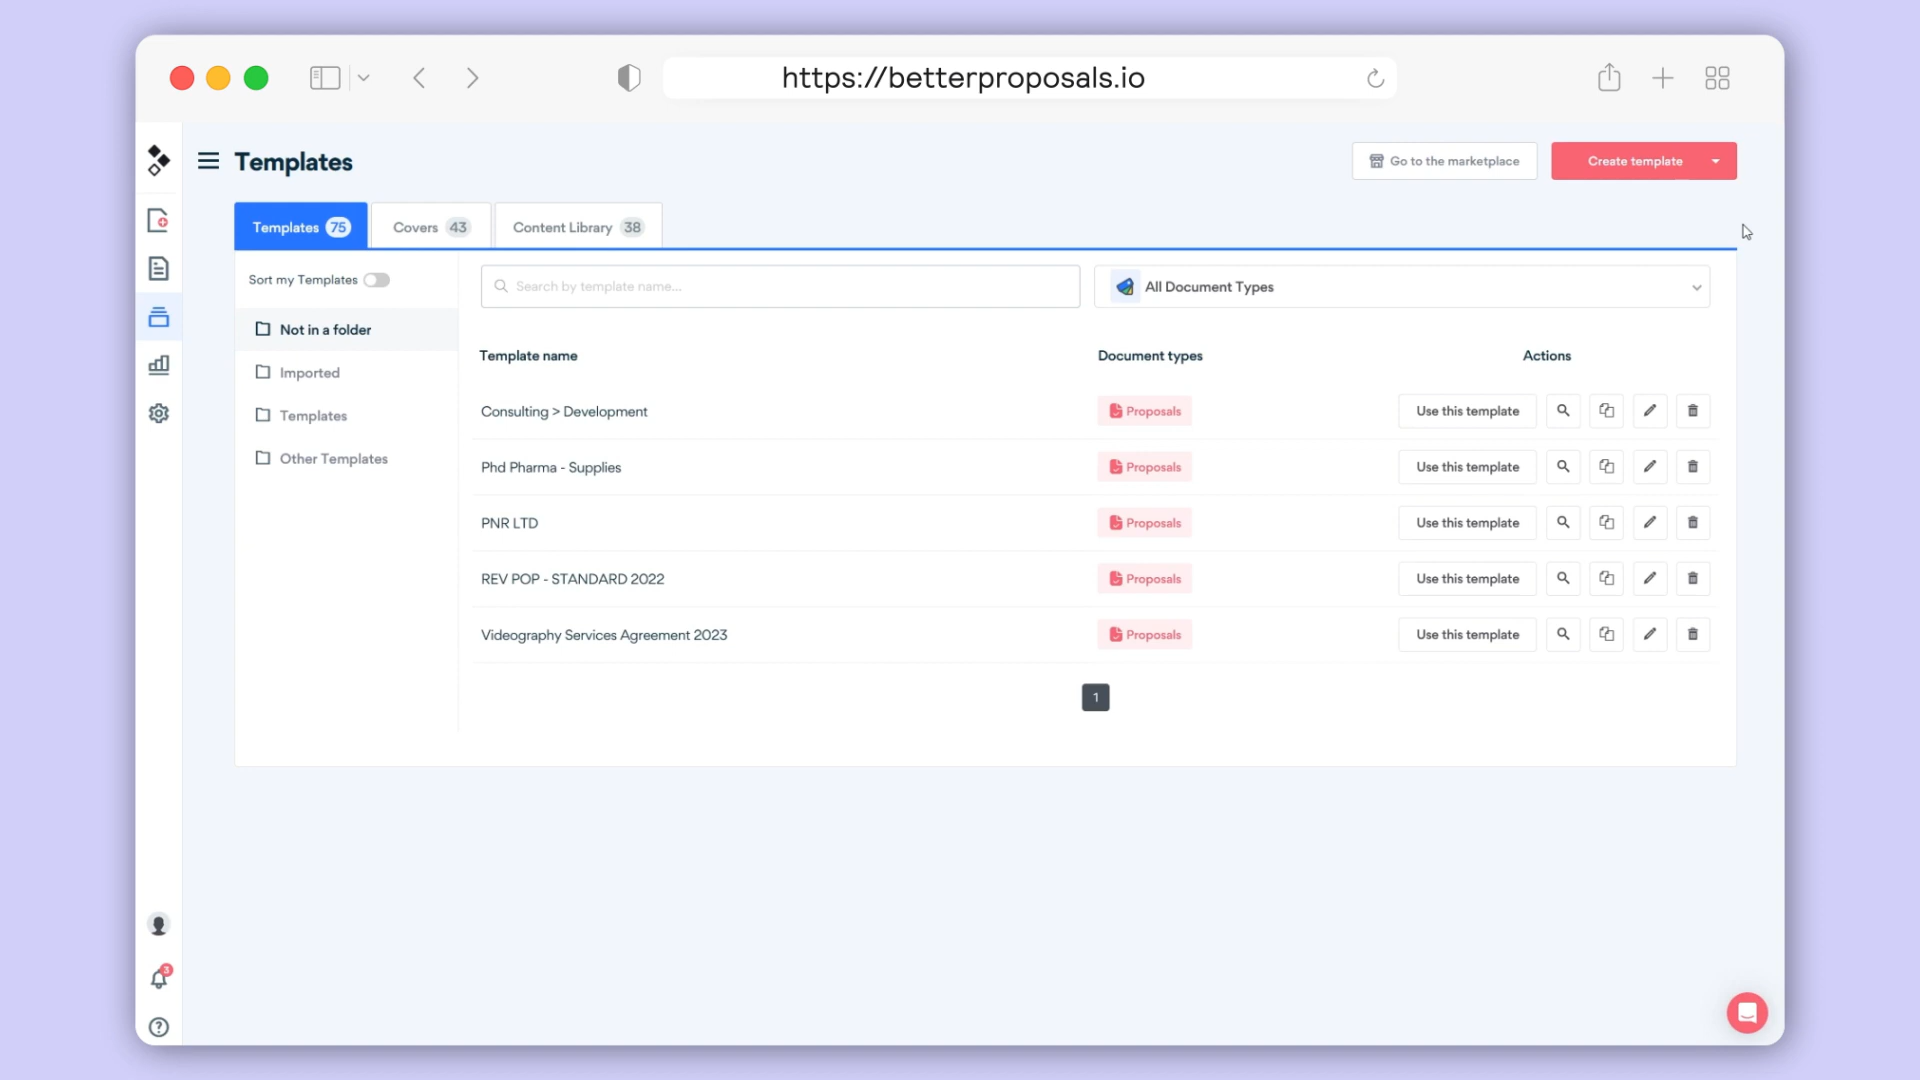 https://betterproposals.io
Templates
Go to the marketplace
Create template
Templates 75
Covers 43
Content Library 38
Sort my Templates
Search by template name...
All Document Types
Not in a folder
Imported
Templates
Other Templates
Template name Document types Actions
Consulting > Development Proposals Use this template
Phd Pharma - Supplies Proposals Use this template
PNR LTD Proposals Use this template
REV POP - STANDARD 2022 Proposals Use this template
Videography Services Agreement 2023 Proposals Use this template
1
3